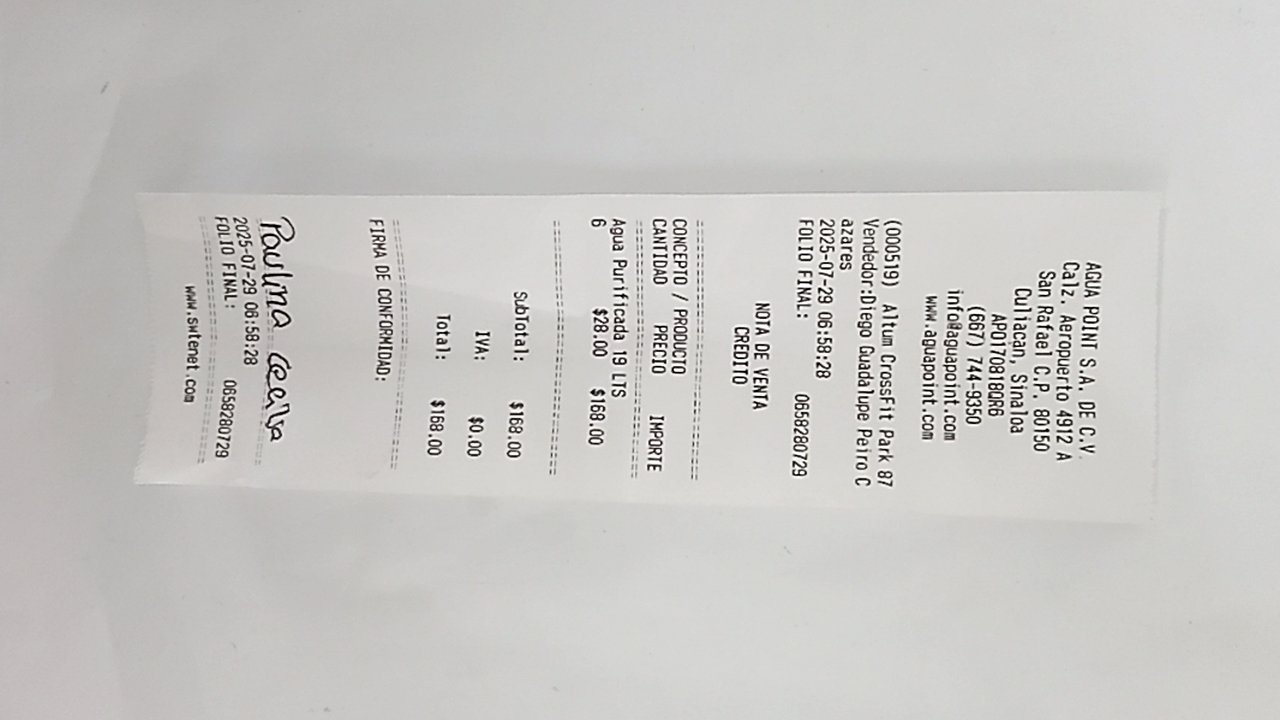 AGUA POINT S.A. DE C.V.
Calz. Aeropuerto 4912 A
San Rafael C.P. 80150
Culiacan, Sinaloa
APO170818QR6
(667) 744-9350
info@aguapoint.com
www.aguapoint.com
(000519) Altum CrossFit Park 87
Vendedor:Diego Guadalupe Peiro C
azares
2025-07-29 06:58:28
FOLIO FINAL: 0658280729
NOTA DE VENTA
CREDITO
CONCEPTO / PRODUCTO
CANTIDAD PRECIO IMPORTE
Agua Purificada 19 LTS
6 $28.00 $168.00
SubTotal: $168.00
IVA: $0.00
Total: $168.00
FIRMA DE CONFORMIDAD:
Paulina
2025-07-29 06:58:28
FOLIO FINAL: 0658280729
www.smtenet.com